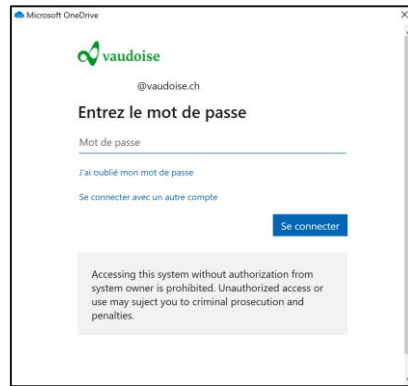 Microsoft OneDrive
vaudoise
@vaudoise.ch
Entrez le mot de passe
Mot de passe
J'ai oublié mon mot de passe
Se connecter avec un autre compte
Se connecter
Accessing this system without authorization from
system owner is prohibited. Unauthorized access or
use may suject you to criminal prosecution and
penalties.